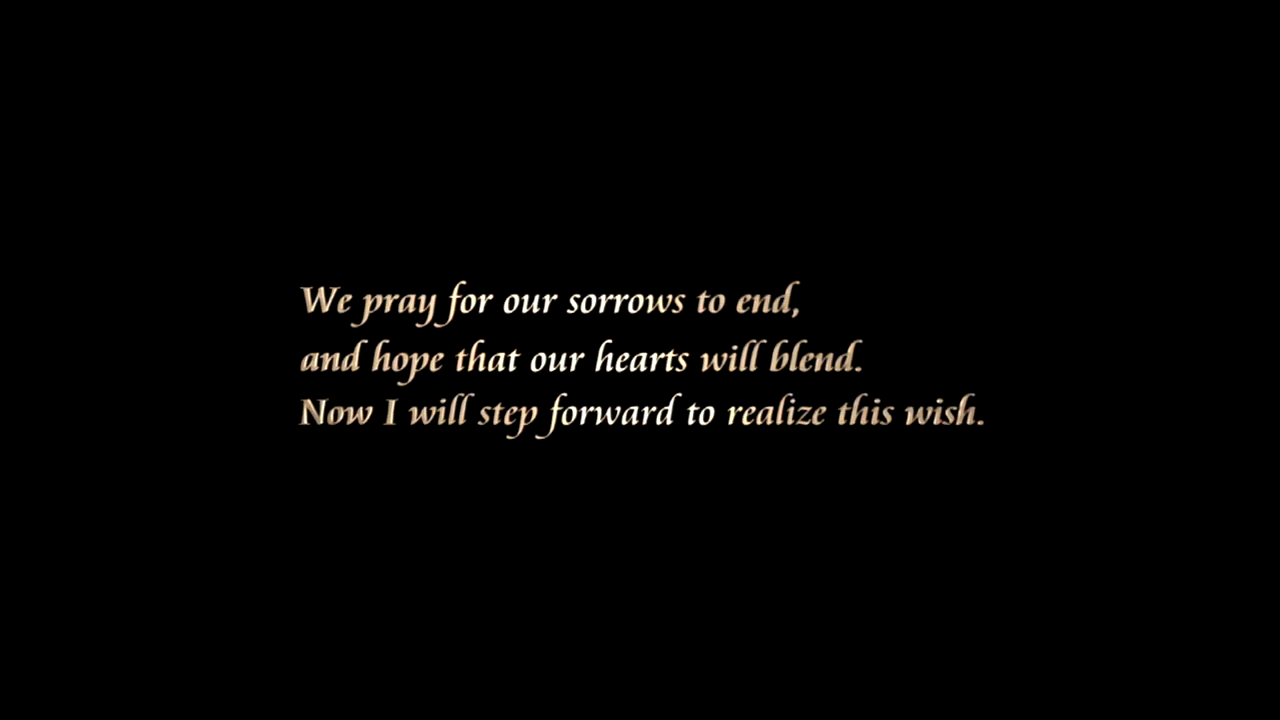 We pray for our sorrows to end,
and hope that our hearts will blend.
Now I will step forward to realize this wish.